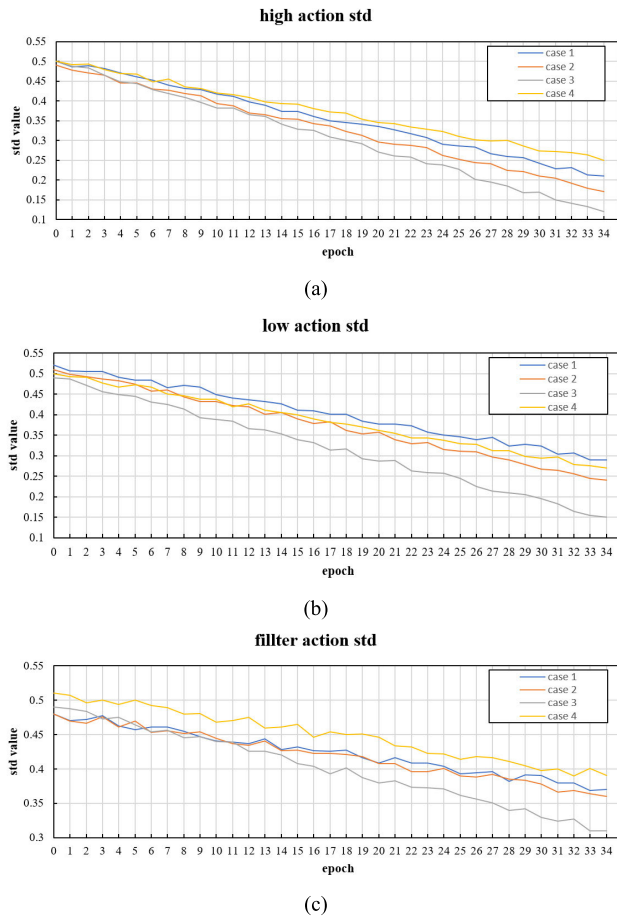 high action std
0.55
0.5
0.45
0.4
0.35
0.3
0.25
0.2
0.15
0.1
std value
case 1
case 2
case 3
case 4
0 1 2 3 4 5 6 7 8 9 10 11 12 13 14 15 16 17 18 19 20 21 22 23 24 25 26 27 28 29 30 31 32 33 34
epoch
(a)
low action std
0.55
0.5
0.45
0.4
0.35
0.3
0.25
0.2
0.15
0.1
std value
case 1
case 2
case 3
case 4
0 1 2 3 4 5 6 7 8 9 10 11 12 13 14 15 16 17 18 19 20 21 22 23 24 25 26 27 28 29 30 31 32 33 34
epoch
(b)
fillter action std
0.55
0.5
0.45
0.4
0.35
0.3
std value
case 1
case 2
case 3
case 4
0 1 2 3 4 5 6 7 8 9 10 11 12 13 14 15 16 17 18 19 20 21 22 23 24 25 26 27 28 29 30 31 32 33 34
epoch
(c)